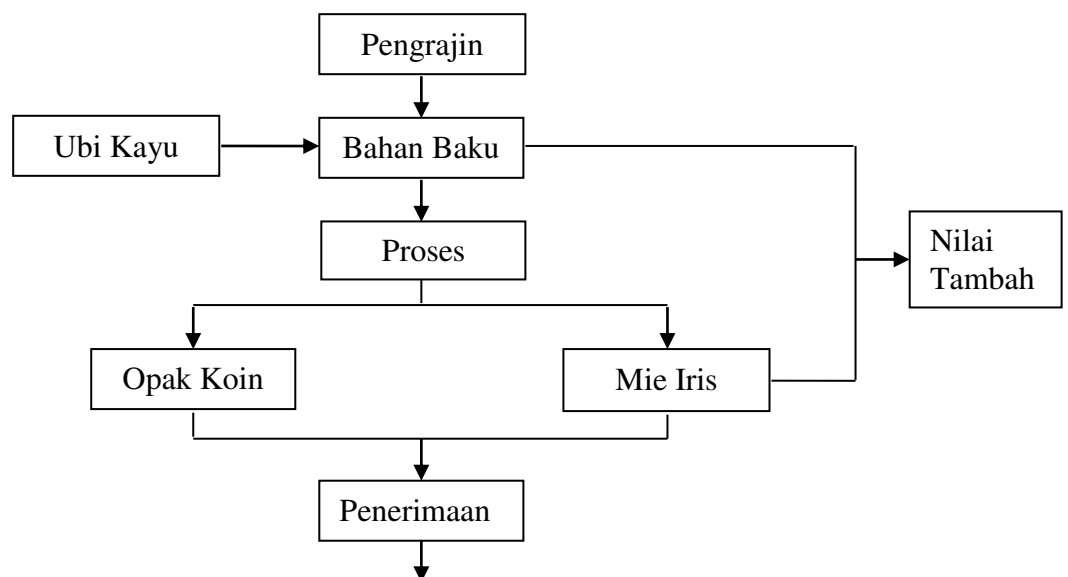 Pengrajin
Ubi Kayu
Bahan Baku
Proses
Nilai
Tambah
Opak Koin
Mie Iris
Penerimaan